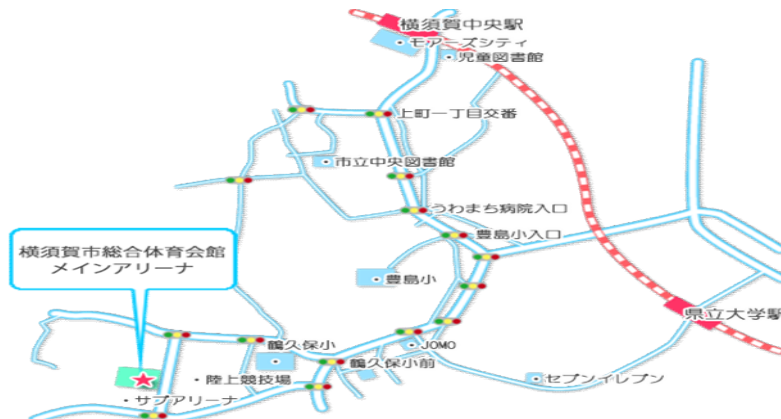 横須賀中央駅
モアーズシティ
児童図書館
上町一丁目交番
市立中央図書館
うわまち病院入口
豊島小入口
横須賀市総合体育会館
メインアリーナ
豊島小
県立大学駅
鶴久保小
JOMO
鶴久保小前
陸上競技場
セブンイレブン
サブアリーナ